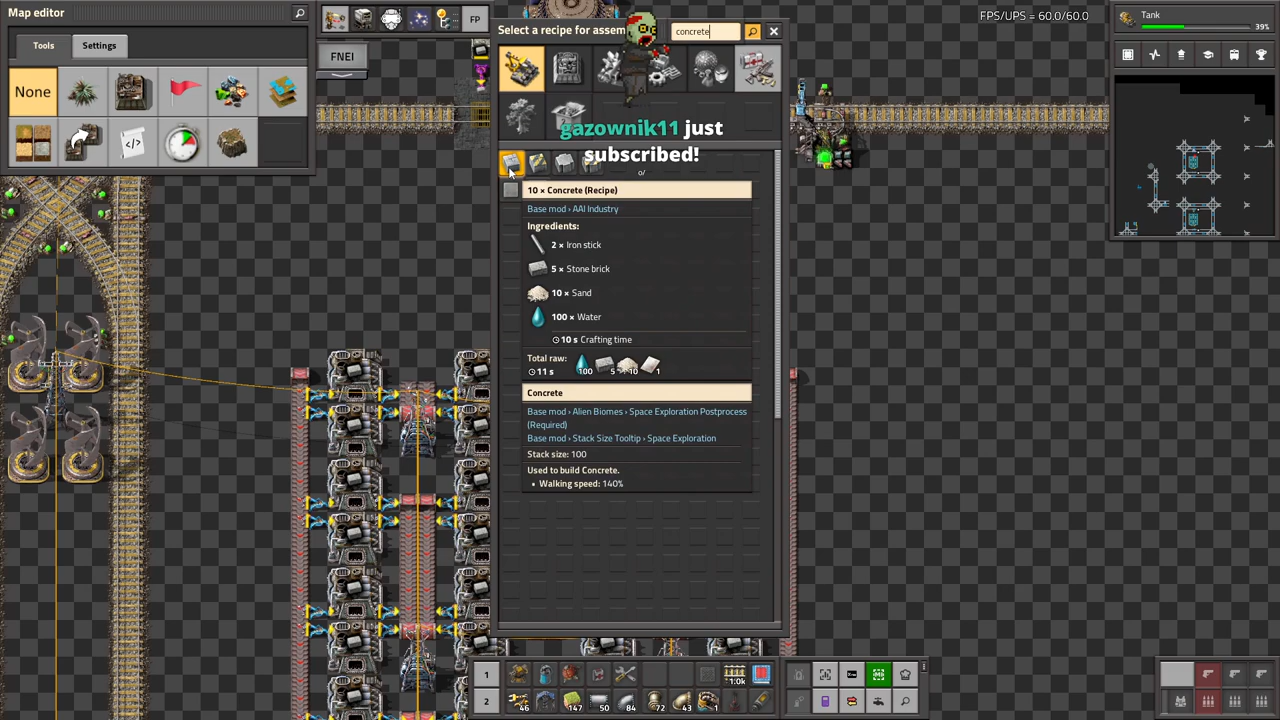 Map editor
Tools
Settings
None
FP
FNEI
Select a recipe for assem
concrete
FPS/UPS = 60.0/60.0
Tank
39%
gazownik11 just
subscribed!
o/
10 × Concrete (Recipe)
Base mod › AAI Industry
Ingredients:
2 × Iron stick
5 × Stone brick
10 × Sand
100 × Water
10 s Crafting time
Total raw:
11 s
100
5
10
1
Concrete
Base mod › Alien Biomes › Space Exploration Postprocess
(Required)
Base mod › Stack Size Tooltip › Space Exploration
Stack size: 100
Used to build Concrete.
• Walking speed: 140%
1
1.0k
2
46
147
50
84
72
43
1